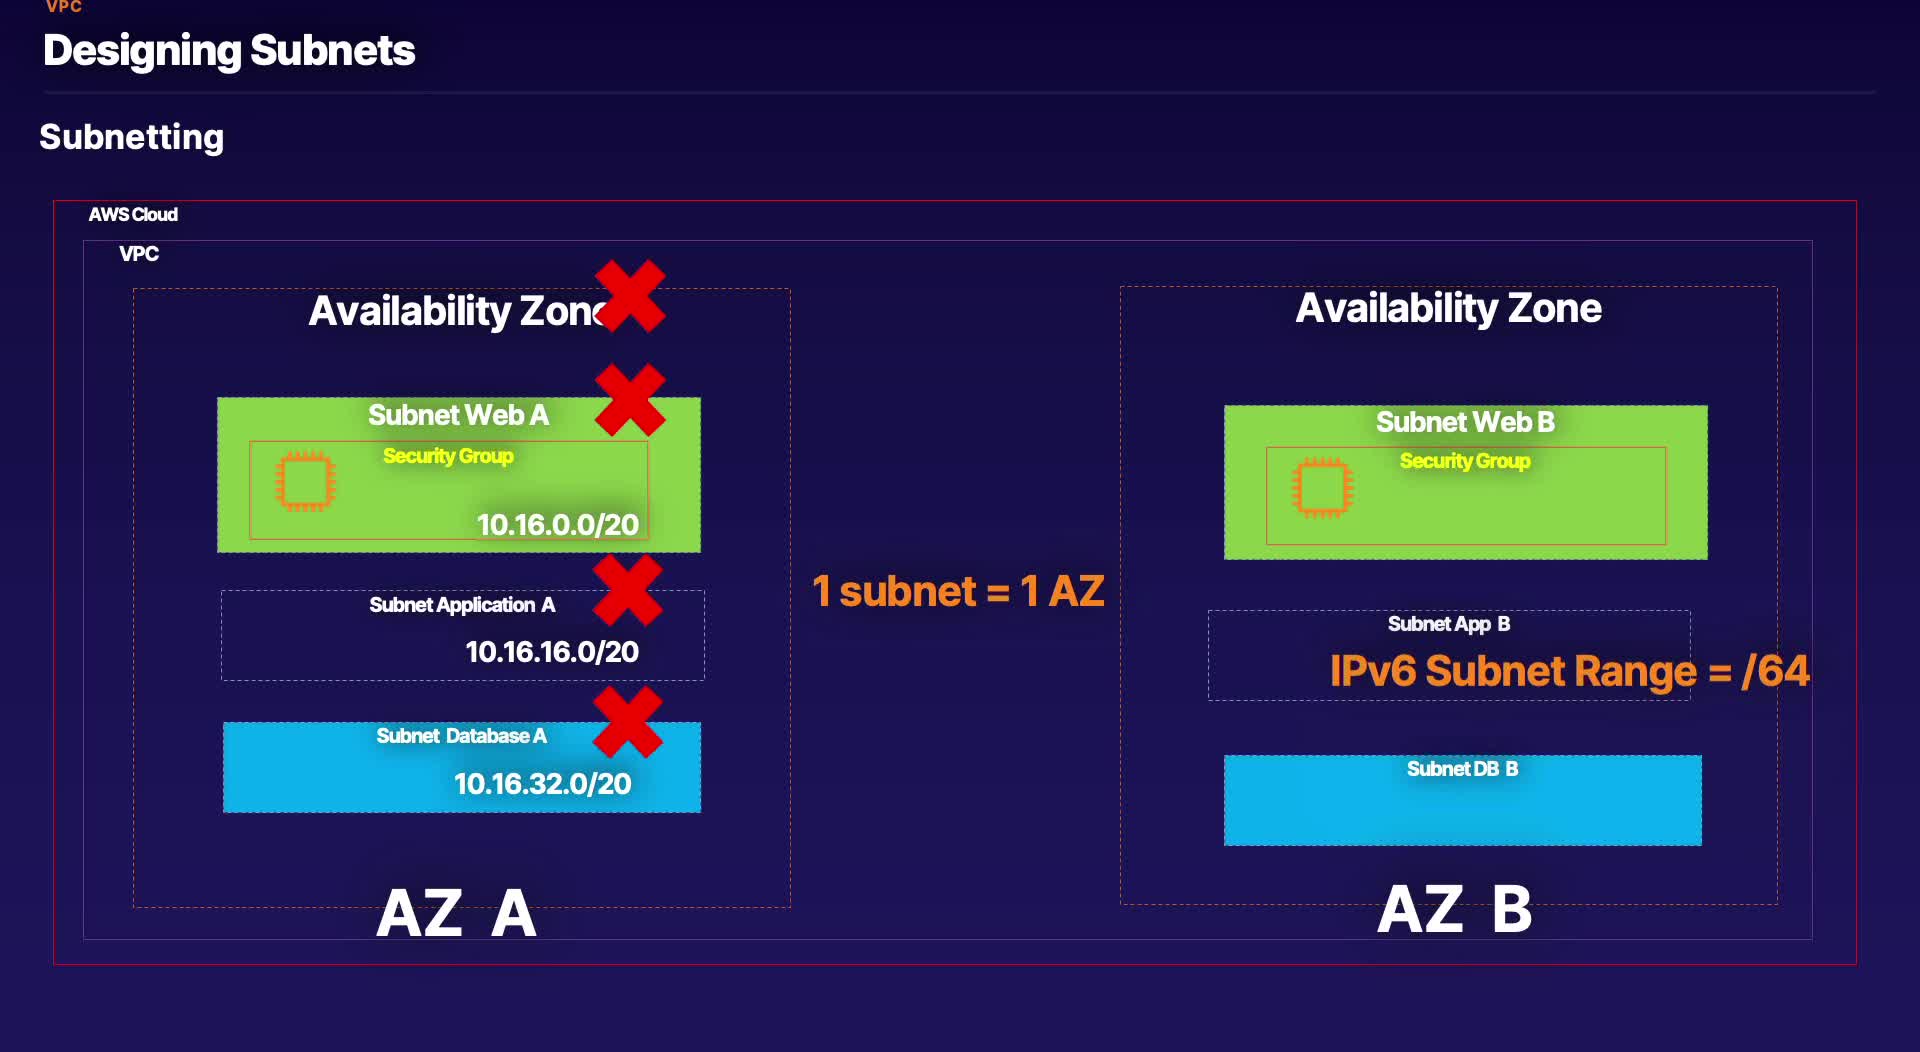 VPC
Designing Subnets
Subnetting
AWS Cloud
VPC
Availability Zone
Subnet Web A
Security Group
10.16.0.0/20
Subnet Application A
10.16.16.0/20
Subnet Database A
10.16.32.0/20
AZ A
1 subnet = 1 AZ
Availability Zone
Subnet Web B
Security Group
Subnet App B
IPv6 Subnet Range = /64
Subnet DB B
AZ B